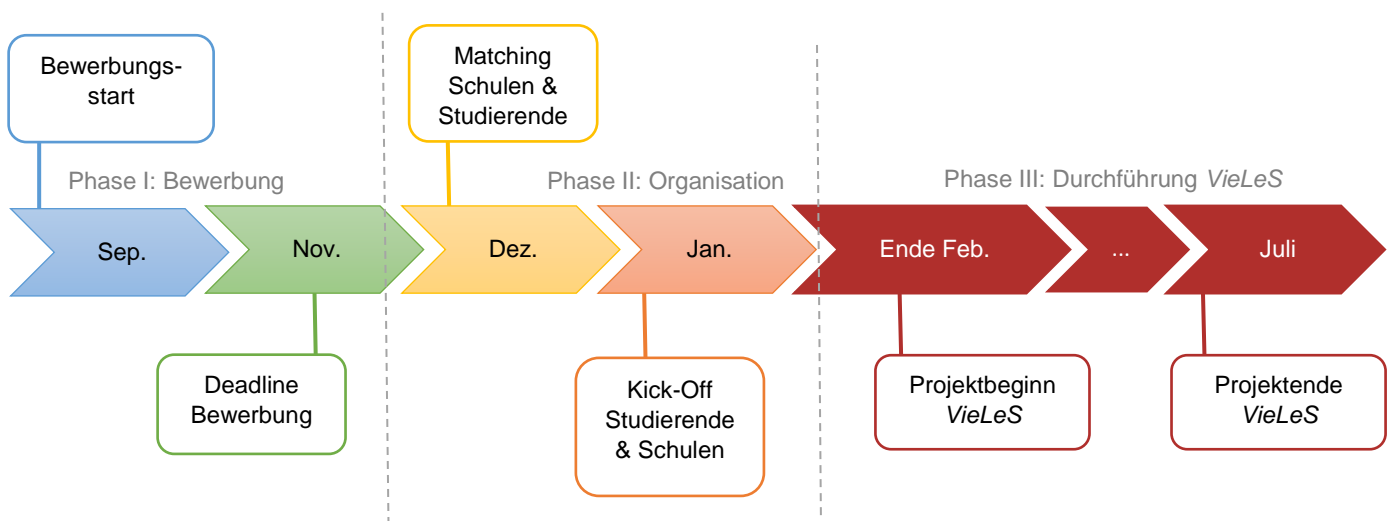 Bewerbungs-
start
Matching
Schulen &
Studierende
Phase I: Bewerbung
Phase II: Organisation
Phase III: Durchführung VieLeS
Sep.
Nov.
Dez.
Jan.
Ende Feb.
...
Juli
Deadline
Bewerbung
Kick-Off
Studierende
& Schulen
Projektbeginn
VieLeS
Projektende
VieLeS